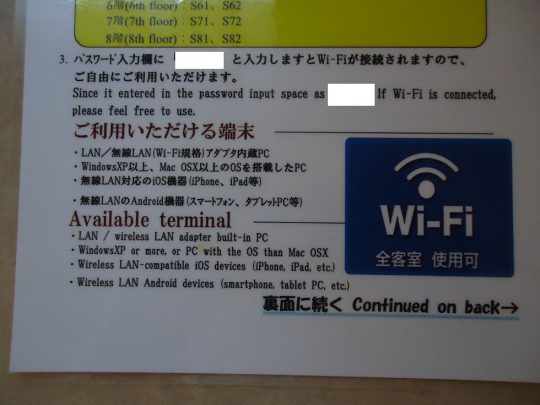 6階(6th floor)：S61、S62
7階(7th floor)：S71、S72
8階(8th floor)：S81、S82
3. パスワード入力欄に「 と入力しますとWi-Fiが接続されますので、
ご自由にご利用いただけます。
Since it entered in the password input space as If Wi-Fi is connected,
please feel free to use.
ご利用いただける端末
・LAN／無線LAN(Wi-Fi規格)アダプタ内蔵PC
・WindowsXP以上、Mac OSX以上のOSを搭載したPC
・無線LAN対応のiOS機器(iPhone、iPad等)
・無線LANのAndroid機器(スマートフォン、タブレットPC等)
Available terminal
・LAN / wireless LAN adapter built-in PC
・WindowsXP or more, or PC with the OS than Mac OSX
・Wireless LAN-compatible iOS devices (iPhone, iPad, etc.)
・Wireless LAN Android devices (smartphone, tablet PC, etc.)
Wi-Fi
全客室 使用可
裏面に続く Continued on back→